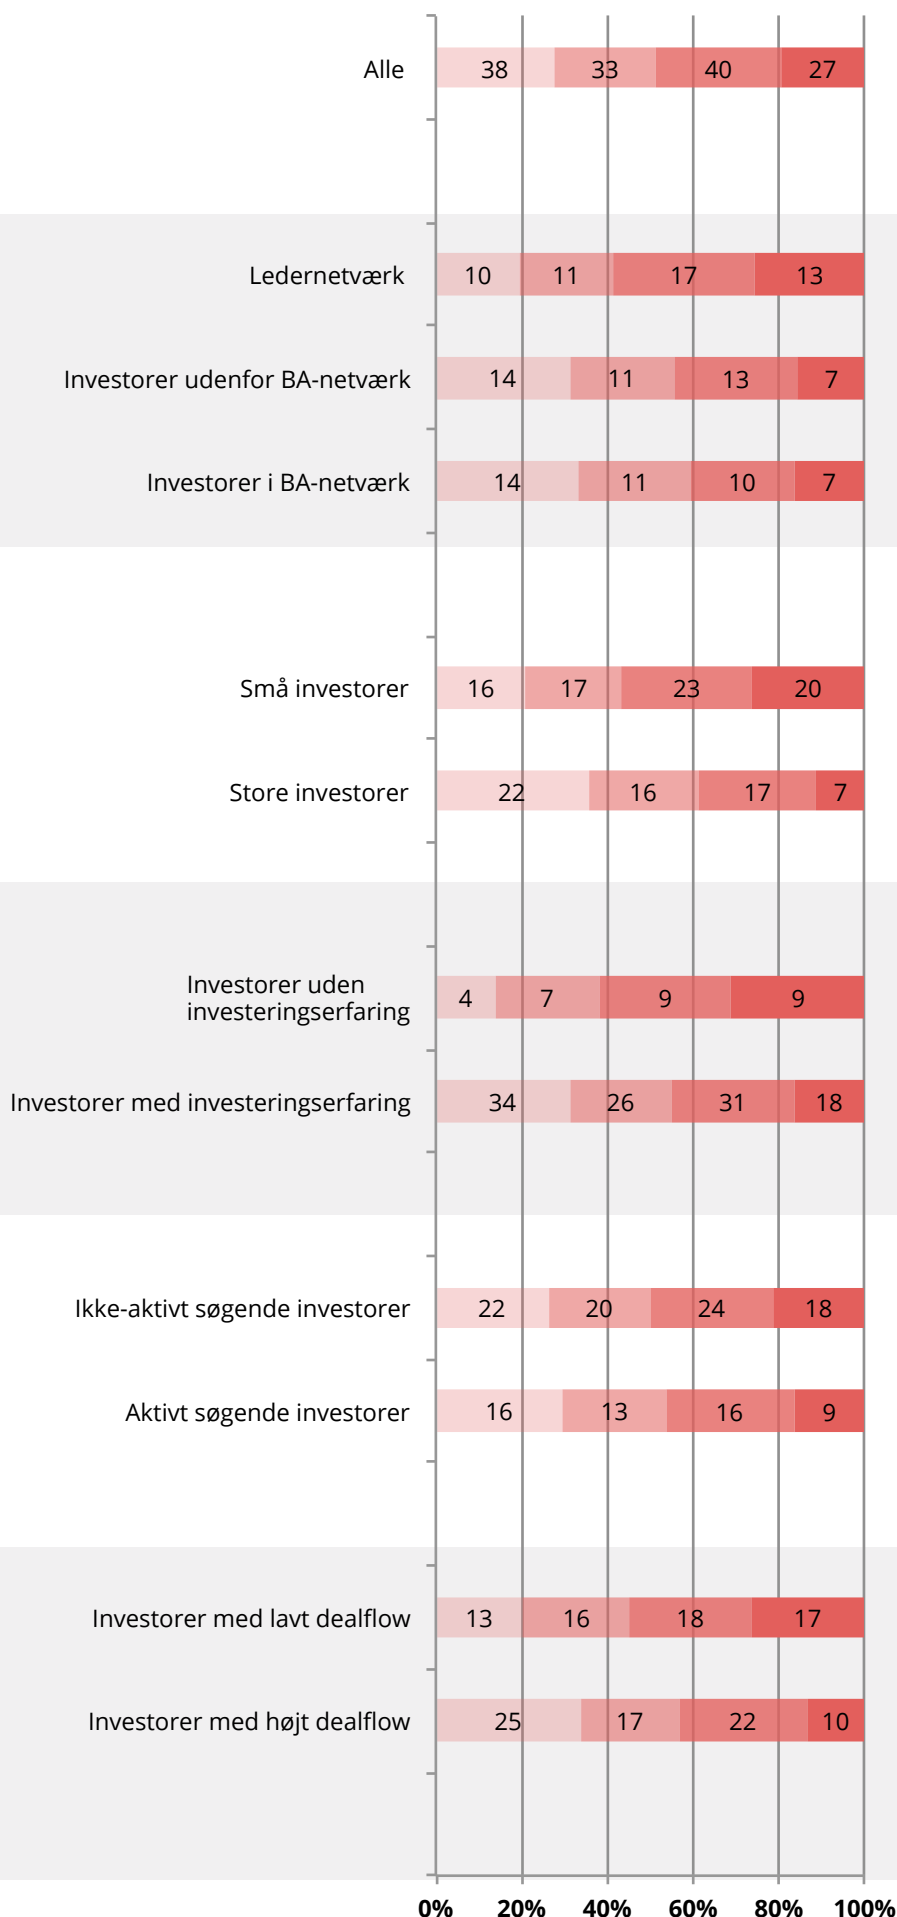 Alle 38 33 40 27
Ledernetværk 10 11 17 13
Investorer udenfor BA-netværk 14 11 13 7
Investorer i BA-netværk 14 11 10 7
Små investorer 16 17 23 20
Store investorer 22 16 17 7
Investorer uden
investeringserfaring 4 7 9 9
Investorer med investeringserfaring 34 26 31 18
Ikke-aktivt søgende investorer 22 20 24 18
Aktivt søgende investorer 16 13 16 9
Investorer med lavt dealflow 13 16 18 17
Investorer med højt dealflow 25 17 22 10
0% 20% 40% 60% 80% 100%